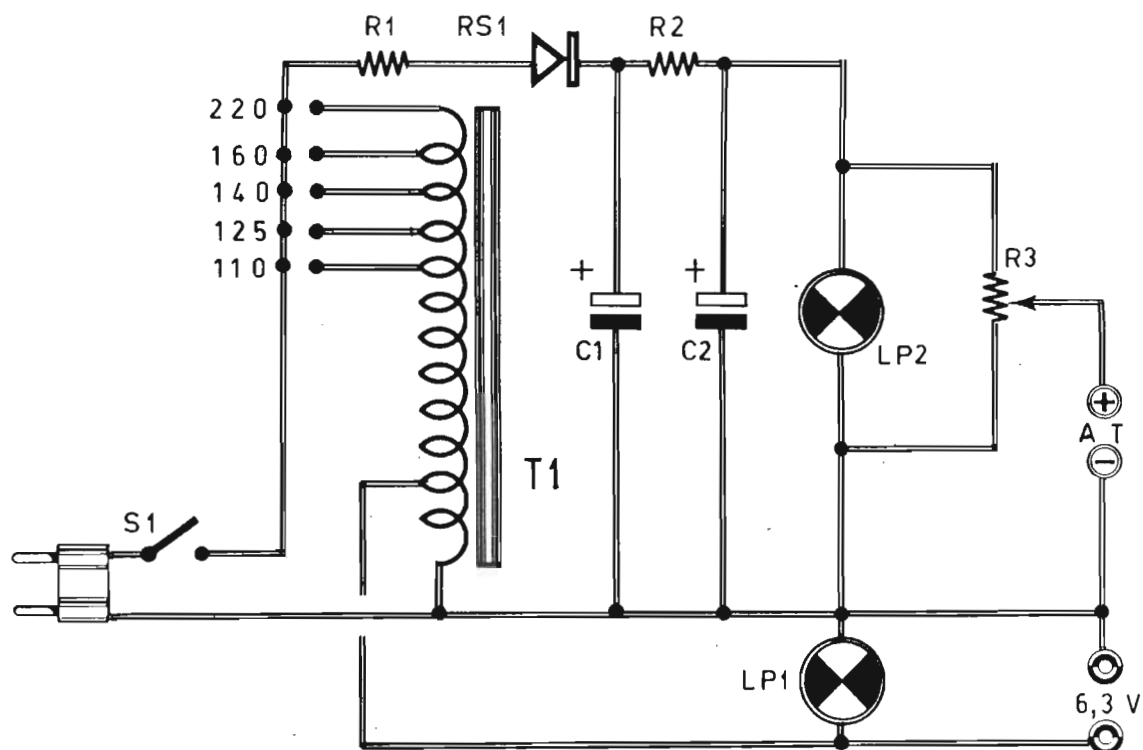 R1
RS1
R2
220
160
140
125
110
+
+
R3
C1
C2
LP2
+
A T
−
T1
S1
LP1
6,3 V